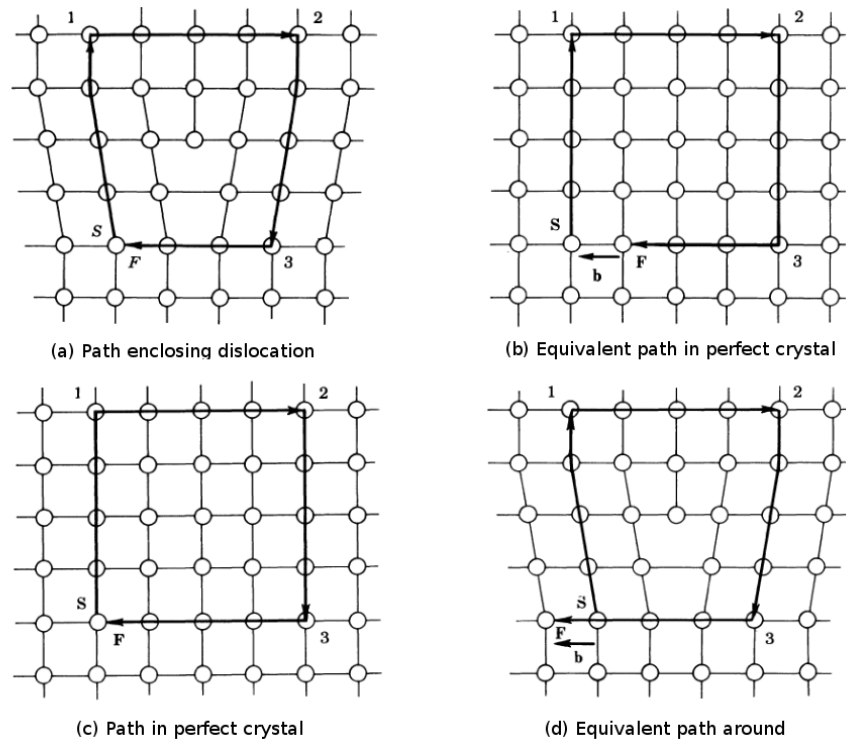 1 2
S F 3
(a) Path enclosing dislocation
1 2
S F b 3
(b) Equivalent path in perfect crystal
1 2
S F 3
(c) Path in perfect crystal
1 2
S F b 3
(d) Equivalent path around